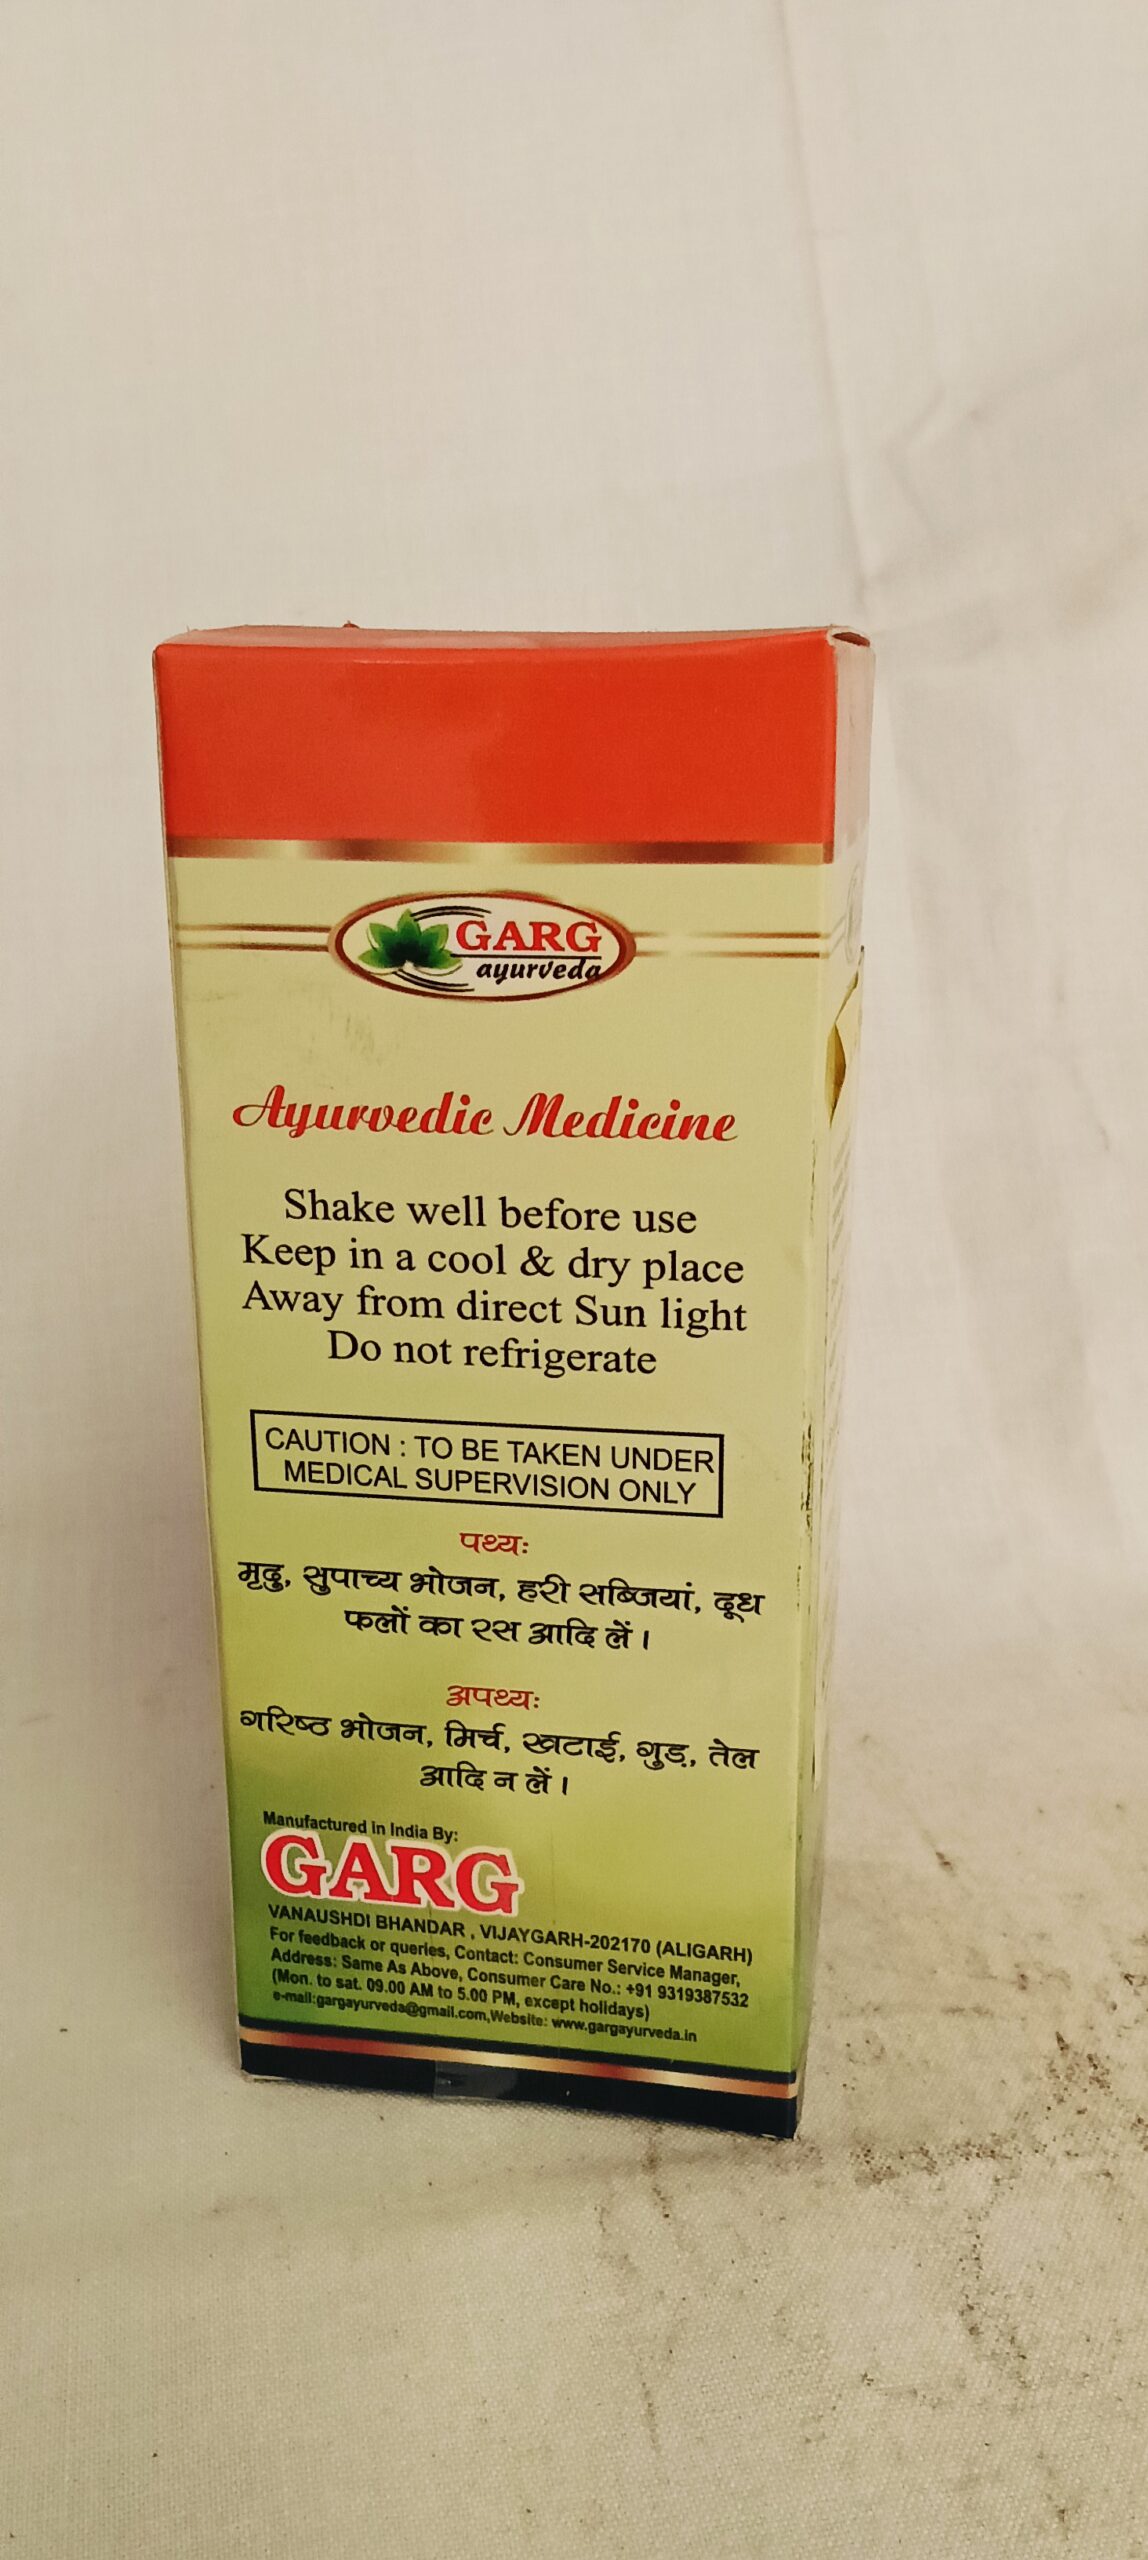 GARG
ayurveda
Ayurvedic Medicine
Shake well before use
Keep in a cool & dry place
Away from direct Sun light
Do not refrigerate
CAUTION : TO BE TAKEN UNDER
MEDICAL SUPERVISION ONLY
पथ्यः
मृदु, सुपाच्य भोजन, हरी सब्जियां, दूध
फलों का रस आदि लें।
अपथ्यः
गरिष्ठ भोजन, मिर्च, खटाई, गुड़, तेल
आदि न लें।
Manufactured in India By:
GARG
VANAUSHDI BHANDAR , VIJAYGARH-202170 (ALIGARH)
For feedback or queries, Contact: Consumer Service Manager,
Address: Same As Above, Consumer Care No.: +91 9319387532
(Mon. to sat. 09.00 AM to 5.00 PM, except holidays)
e-mail:gargayurveda@gmail.com,Website: www.gargayurveda.in